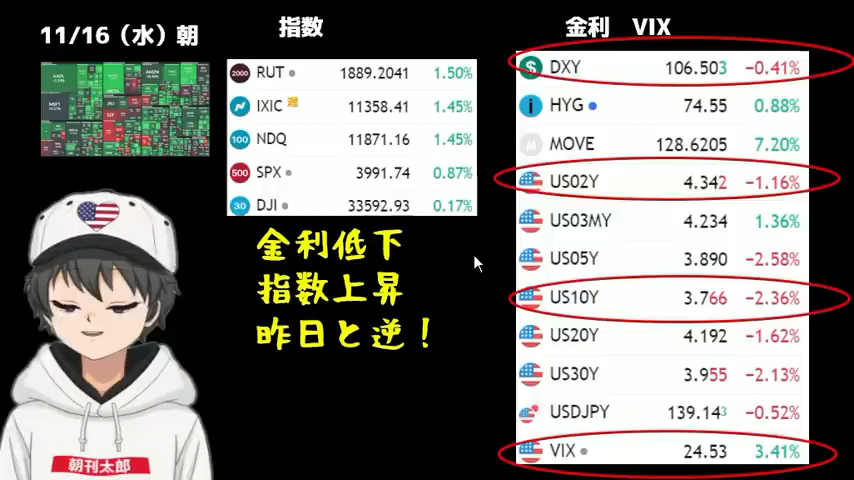 11/16（水）朝
指数
金利　VIX
2000 RUT 1889.2041 1.50%
IXIC 遅 11358.41 1.45%
100 NDQ 11871.16 1.45%
500 SPX 3991.74 0.87%
30 DJI 33592.93 0.17%
金利低下
指数上昇
昨日と逆！
$ DXY 106.503 −0.41%
i HYG 74.55 0.88%
M MOVE 128.6205 7.20%
US02Y 4.342 −1.16%
US03MY 4.234 1.36%
US05Y 3.890 −2.58%
US10Y 3.766 −2.36%
US20Y 4.192 −1.62%
US30Y 3.955 −2.13%
USDJPY 139.143 −0.52%
VIX 24.53 3.41%
朝刊太郎